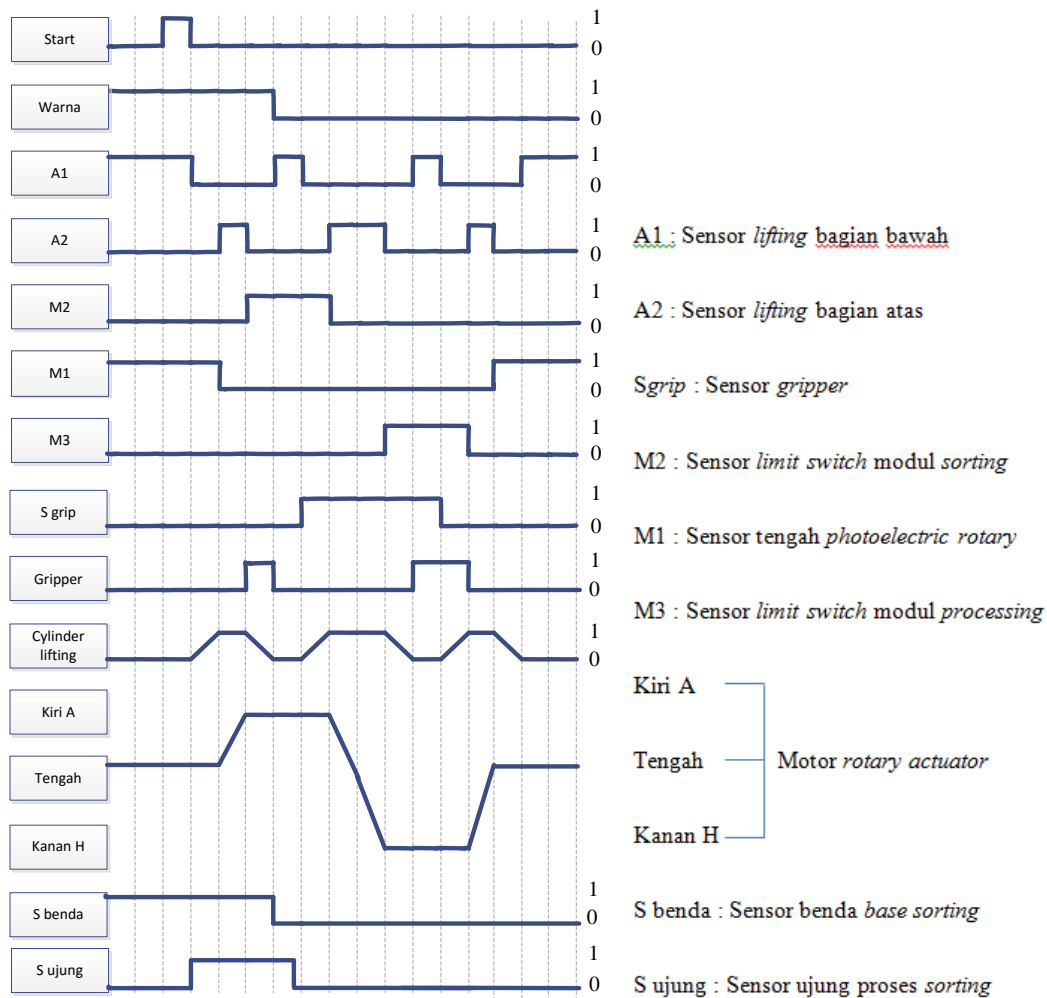 Start
1
0
Warna
1
0
A1
1
0
A2
1
0
M2
1
0
M1
1
0
M3
1
0
S grip
1
0
Gripper
1
0
Cylinder
lifting
1
0
Kiri A
Tengah
Kanan H
S benda
1
0
S ujung
1
0
A1 : Sensor lifting bagian bawah
A2 : Sensor lifting bagian atas
Sgrip : Sensor gripper
M2 : Sensor limit switch modul sorting
M1 : Sensor tengah photoelectric rotary
M3 : Sensor limit switch modul processing
Kiri A
Tengah
Motor rotary actuator
Kanan H
S benda : Sensor benda base sorting
S ujung : Sensor ujung proses sorting